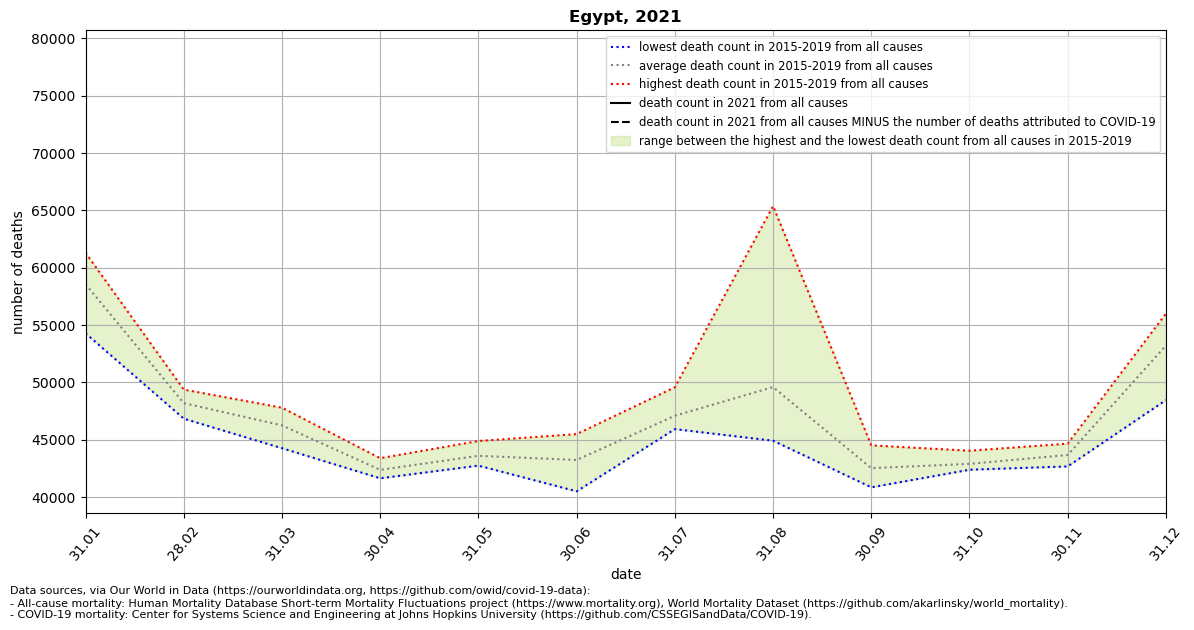 Egypt, 2021
80000
75000
70000
65000
60000
55000
50000
45000
40000
number of deaths
lowest death count in 2015-2019 from all causes
average death count in 2015-2019 from all causes
highest death count in 2015-2019 from all causes
death count in 2021 from all causes
death count in 2021 from all causes MINUS the number of deaths attributed to COVID-19
range between the highest and the lowest death count from all causes in 2015-2019
31.01
28.02
31.03
30.04
31.05
30.06
31.07
31.08
30.09
31.10
30.11
31.12
date
Data sources, via Our World in Data (https://ourworldindata.org, https://github.com/owid/covid-19-data):
- All-cause mortality: Human Mortality Database Short-term Mortality Fluctuations project (https://www.mortality.org), World Mortality Dataset (https://github.com/akarlinsky/world_mortality).
- COVID-19 mortality: Center for Systems Science and Engineering at Johns Hopkins University (https://github.com/CSSEGISandData/COVID-19).